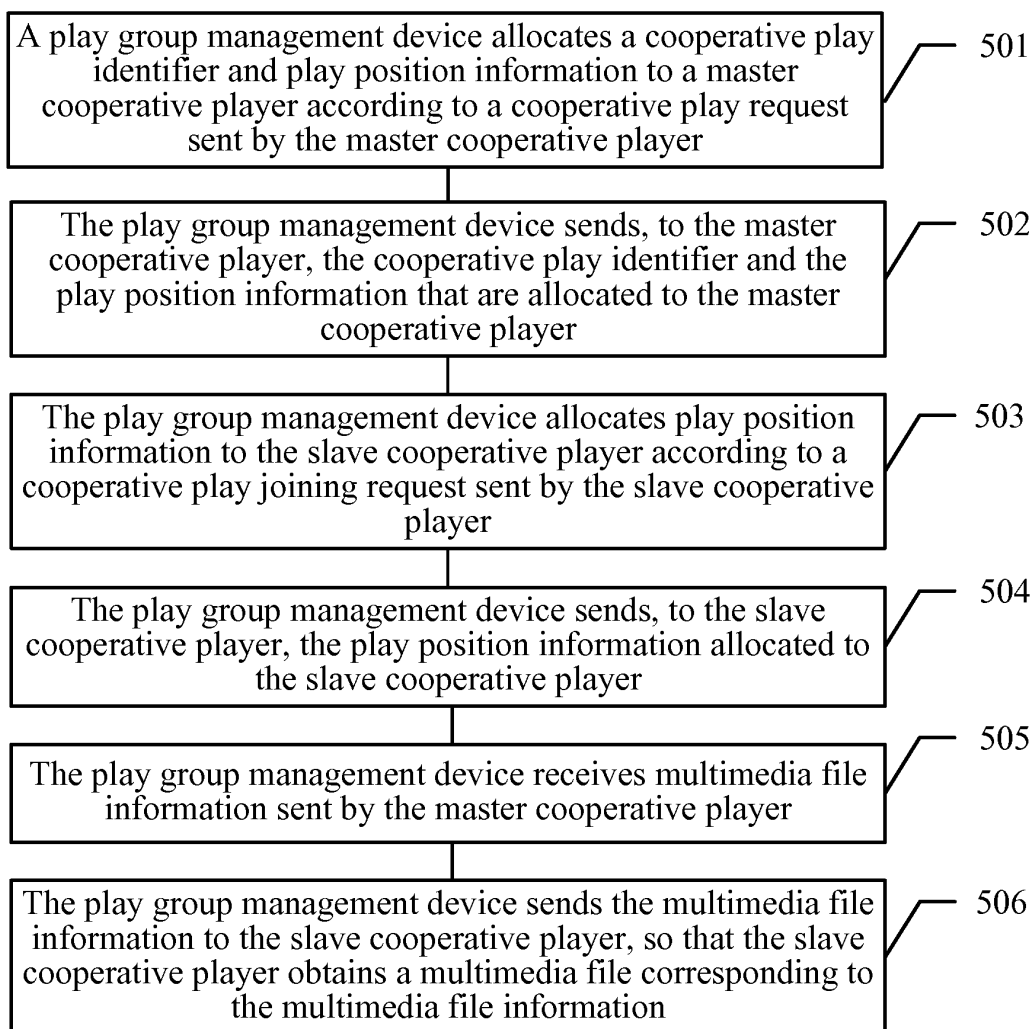 A play group management device allocates a cooperative play
identifier and play position information to a master
cooperative player according to a cooperative play request
sent by the master cooperative player
501
The play group management device sends, to the master
cooperative player, the cooperative play identifier and the
play position information that are allocated to the master
cooperative player
502
The play group management device allocates play position
information to the slave cooperative player according to a
cooperative play joining request sent by the slave cooperative
player
503
The play group management device sends, to the slave
cooperative player, the play position information allocated to
the slave cooperative player
504
The play group management device receives multimedia file
information sent by the master cooperative player
505
The play group management device sends the multimedia file
information to the slave cooperative player, so that the slave
cooperative player obtains a multimedia file corresponding to
the multimedia file information
506